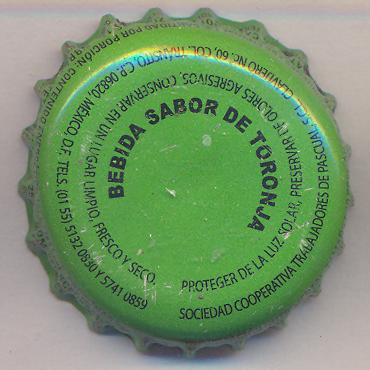 BEBIDA SABOR DE TORONJA
PROTEGER DE LA LUZ SOLAR, PRESERVAR DE OLORES AGRESIVOS, CONSERVAR EN UN LUGAR LIMPIO, FRESCO Y SECO
SOCIEDAD COOPERATIVA TRABAJADORES DE PASCUAL, S.C.L. CLAVIJERO No. 60, COL. TRÁNSITO, C.P. 06820, MÉXICO, D.F. TELS. (01 55) 5132 0830 Y 5741 0859
POR PORCIÓN: